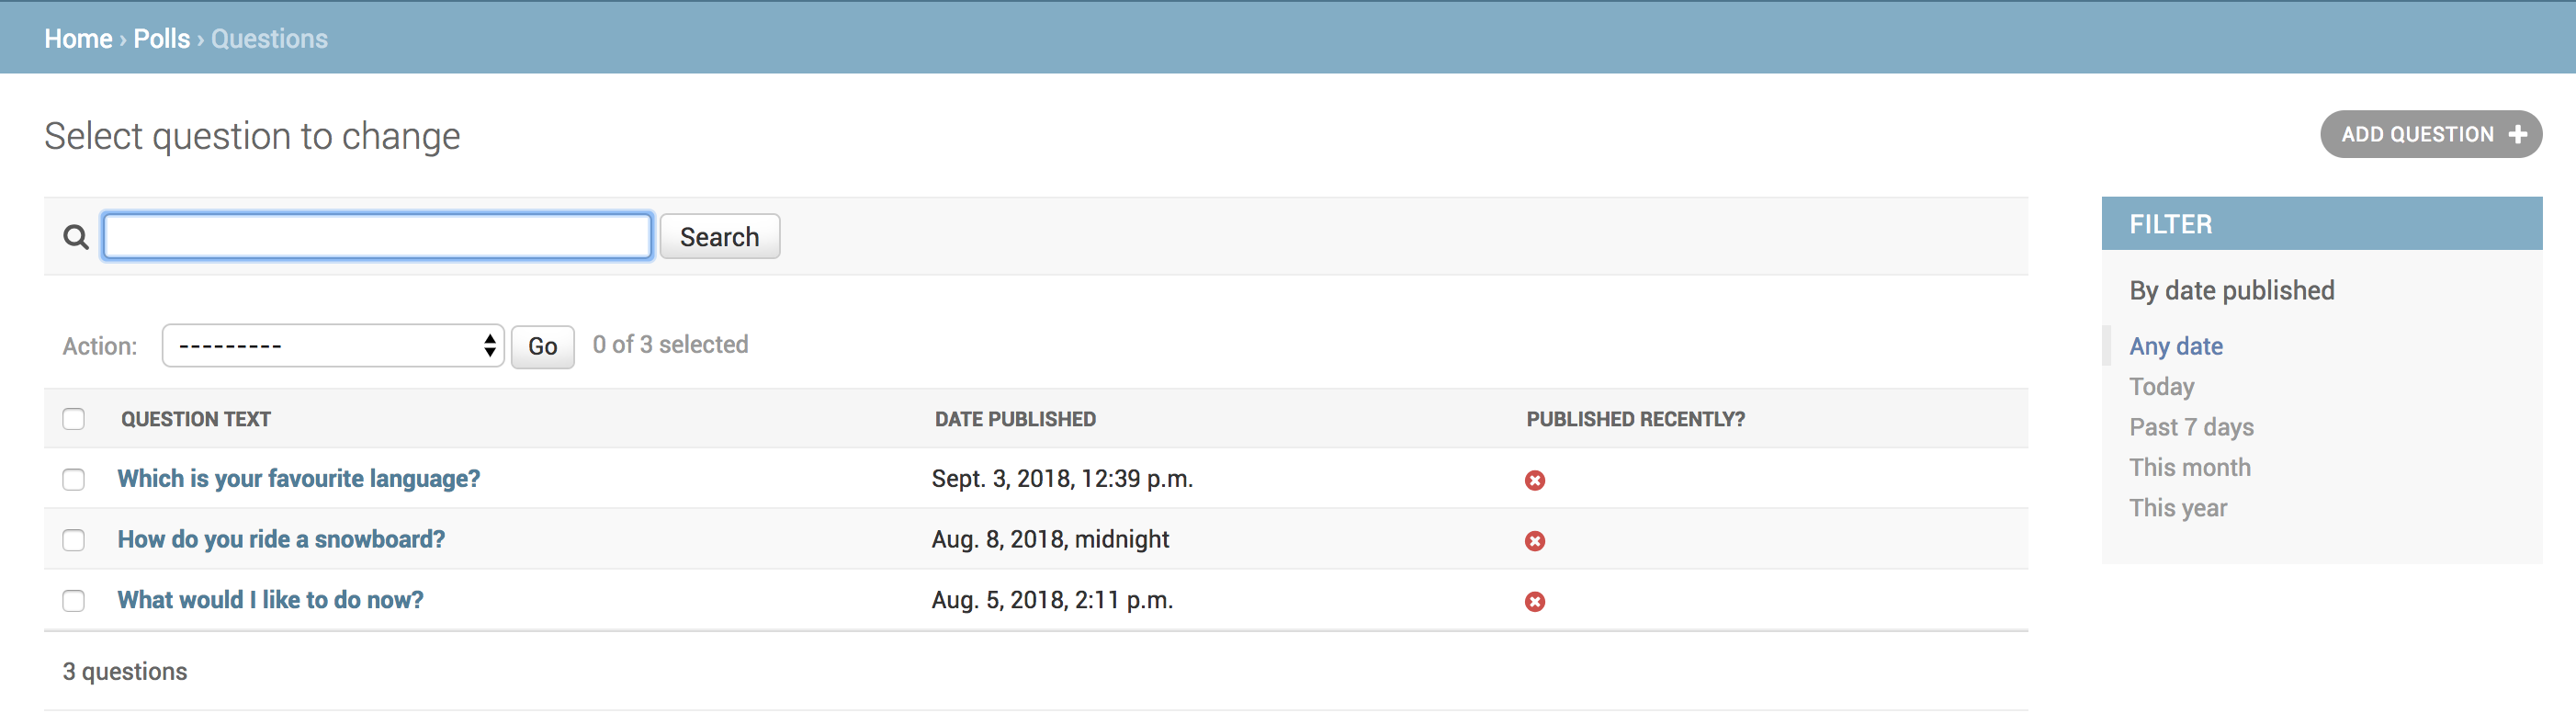 Home › Polls › Questions
Select question to change
ADD QUESTION +
Search
Action: --------- Go 0 of 3 selected
QUESTION TEXT DATE PUBLISHED PUBLISHED RECENTLY?
Which is your favourite language? Sept. 3, 2018, 12:39 p.m.
How do you ride a snowboard? Aug. 8, 2018, midnight
What would I like to do now? Aug. 5, 2018, 2:11 p.m.
3 questions
FILTER
By date published
Any date
Today
Past 7 days
This month
This year